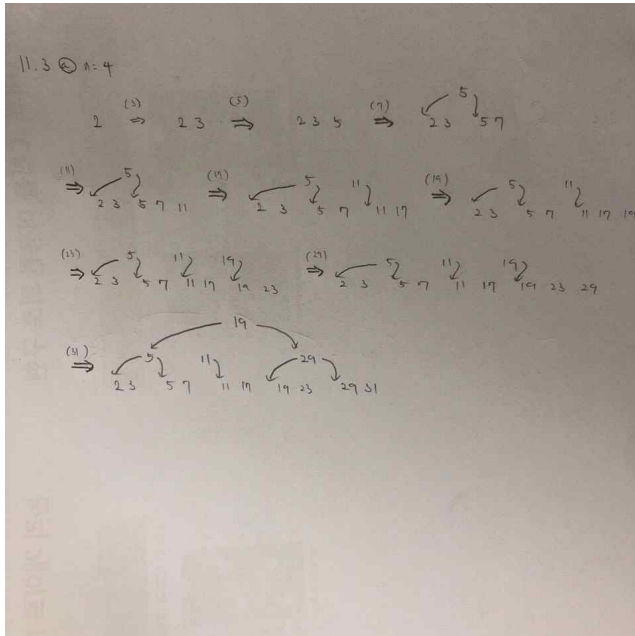 11.3 ⓐ n=4
(3) (5) (7) 5
2 ⇒ 2 3 ⇒ 2 3 5 ⇒ 2 3 5 7
(11) 5 (17) 5 11 (19) 5 11
⇒ 2 3 5 7 11 ⇒ 2 3 5 7 11 17 ⇒ 2 3 5 7 11 17 19
(23) 5 11 19 (29) 5 11 19
⇒ 2 3 5 7 11 17 19 23 ⇒ 2 3 5 7 11 17 19 23 29
19
(31) 5 11 29
⇒ 2 3 5 7 11 17 19 23 29 31